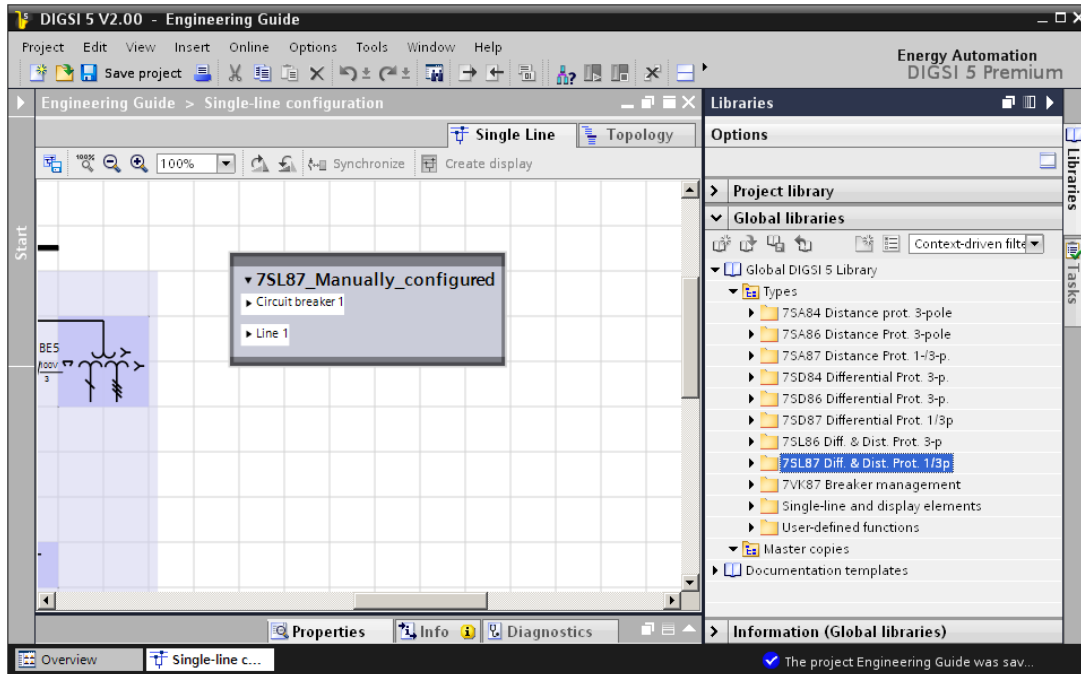 DIGSI 5 V2.00 - Engineering Guide
Project Edit View Insert Online Options Tools Window Help
Save project
Energy Automation
DIGSI 5 Premium
Engineering Guide > Single-line configuration
Libraries
Single Line
Topology
Options
100%
100%
Synchronize
Create display
Project library
Global libraries
Context-driven filte
Global DIGSI 5 Library
Types
7SA84 Distance prot. 3-pole
7SA86 Distance Prot. 3-pole
7SA87 Distance Prot. 1-/3-p.
7SD84 Differential Prot. 3-p.
7SD86 Differential Prot. 3-p.
7SD87 Differential Prot. 1/3p
7SL86 Diff. & Dist. Prot. 3-p
7SL87 Diff. & Dist. Prot. 1/3p
7VK87 Breaker management
Single-line and display elements
User-defined functions
Master copies
Documentation templates
Information (Global libraries)
Start
7SL87_Manually_configured
Circuit breaker 1
Line 1
BE5
/100V
3
Libraries
Tasks
Properties
Info
Diagnostics
Overview
Single-line c...
The project Engineering Guide was sav...